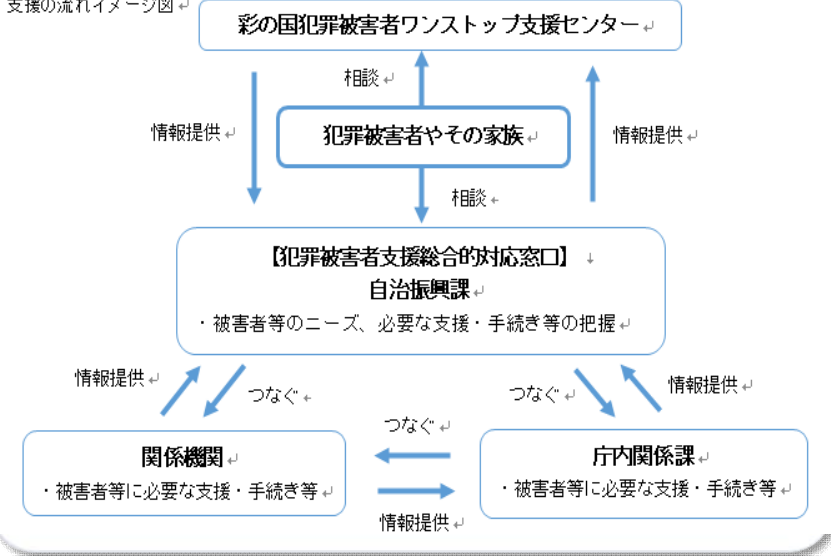 支援の流れイメージ図
彩の国犯罪被害者ワンストップ支援センター
相談
情報提供
犯罪被害者やその家族
情報提供
相談
【犯罪被害者支援総合的対応窓口】
自治振興課
・被害者等のニーズ、必要な支援・手続き等の把握
情報提供
つなぐ
つなぐ
情報提供
つなぐ
関係機関
・被害者等に必要な支援・手続き等
庁内関係課
・被害者等に必要な支援・手続き等
情報提供